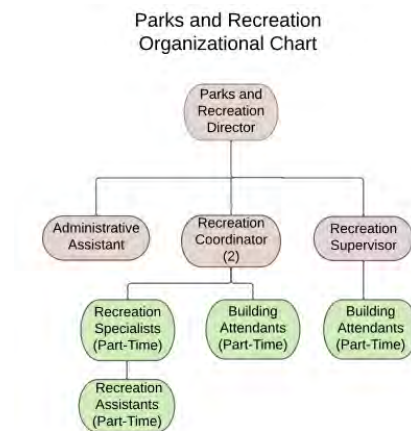 Parks and Recreation
Organizational Chart
Parks and
Recreation
Director
Administrative
Assistant
Recreation
Coordinator
(2)
Recreation
Supervisor
Recreation
Specialists
(Part-Time)
Building
Attendants
(Part-Time)
Building
Attendants
(Part-Time)
Recreation
Assistants
(Part-Time)